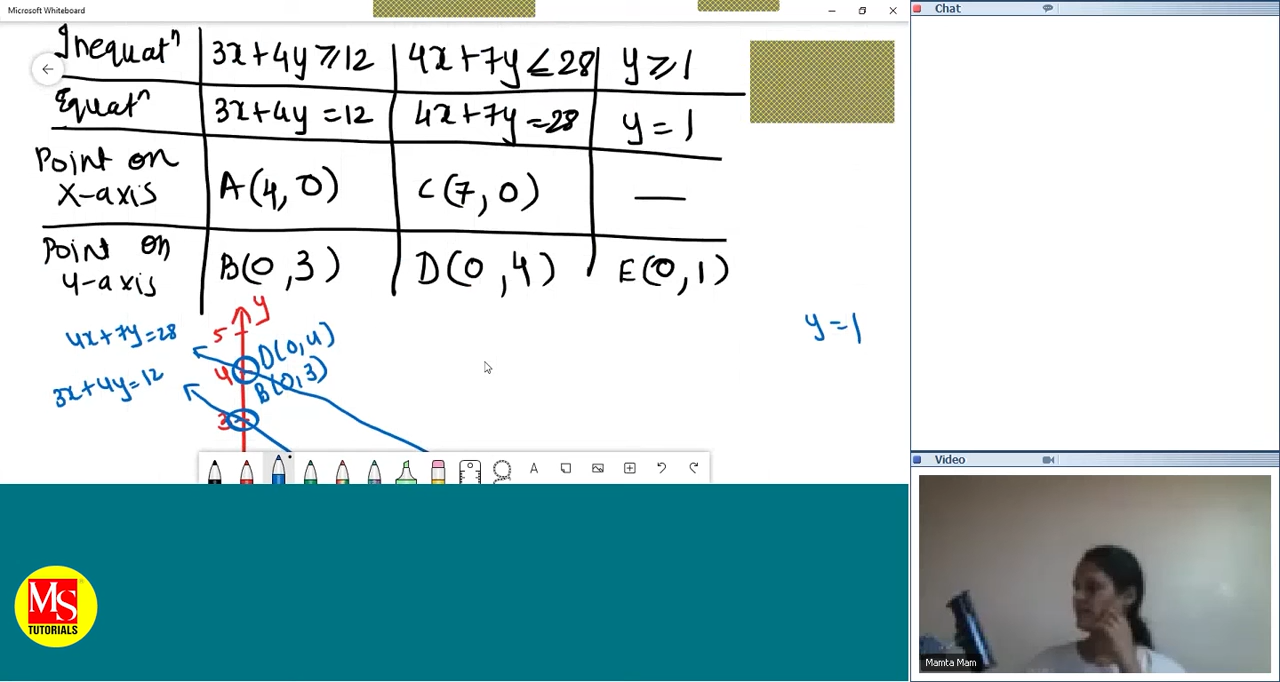 Microsoft Whiteboard
Chat
Inequatⁿ 3x+4y≥12 4x+7y≤28 y≥1
Equatⁿ 3x+4y=12 4x+7y=28 y=1
Point on X-axis A(4,0) C(7,0) —
Point on y-axis B(0,3) D(0,4) E(0,1)
y
4x+7y=28 5 y=1
D(0,4)
4
B(0,3)
3x+4y=12
3
A
Video
MS
TUTORIALS
Mamta Mam